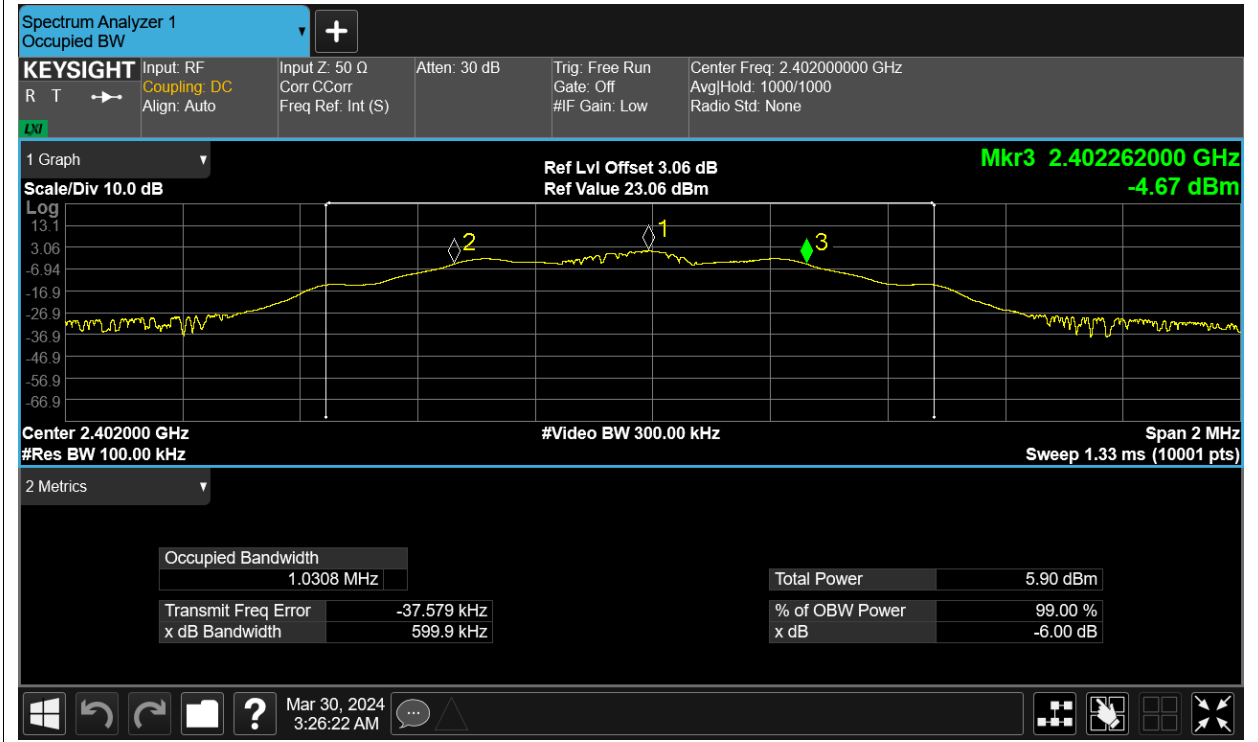 Spectrum Analyzer 1
Occupied BW
KEYSIGHT
R T
LXI
Input: RF
Coupling: DC
Align: Auto
Input Z: 50 Ω
Corr CCorr
Freq Ref: Int (S)
Atten: 30 dB
Trig: Free Run
Gate: Off
#IF Gain: Low
Center Freq: 2.402000000 GHz
Avg|Hold: 1000/1000
Radio Std: None
1 Graph
Scale/Div 10.0 dB
Ref Lvl Offset 3.06 dB
Ref Value 23.06 dBm
Mkr3 2.402262000 GHz
-4.67 dBm
Log
13.1
3.06
-6.94
-16.9
-26.9
-36.9
-46.9
-56.9
-66.9
2
1
3
Center 2.402000 GHz
#Res BW 100.00 kHz
#Video BW 300.00 kHz
Span 2 MHz
Sweep 1.33 ms (10001 pts)
2 Metrics
Occupied Bandwidth
1.0308 MHz
Transmit Freq Error -37.579 kHz
x dB Bandwidth 599.9 kHz
Total Power 5.90 dBm
% of OBW Power 99.00 %
x dB -6.00 dB
?
Mar 30, 2024
3:26:22 AM